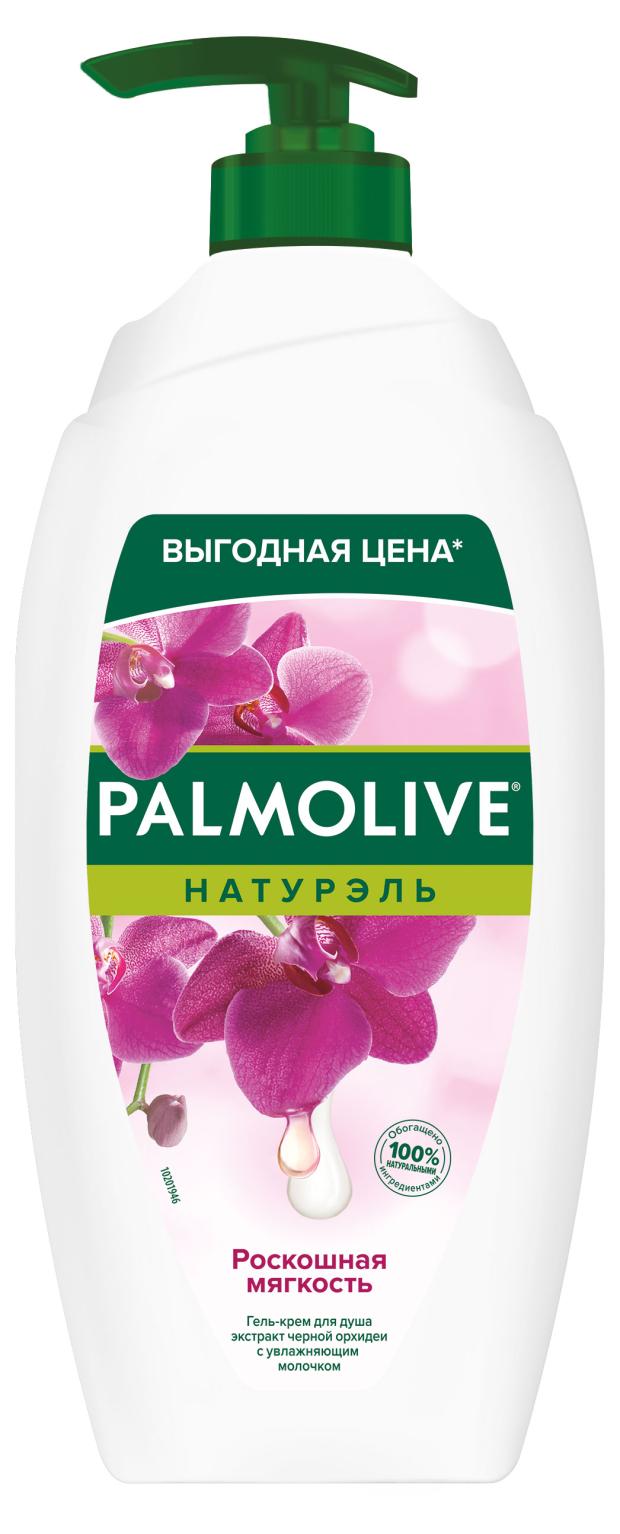 ВЫГОДНАЯ ЦЕНА*
PALMOLIVE®
НАТУРЭЛЬ
Обогащено
100%
НАТУРАЛЬНЫМИ
ингредиентами
10201946
Роскошная
мягкость
Гель-крем для душа
экстракт черной орхидеи
с увлажняющим
молочком